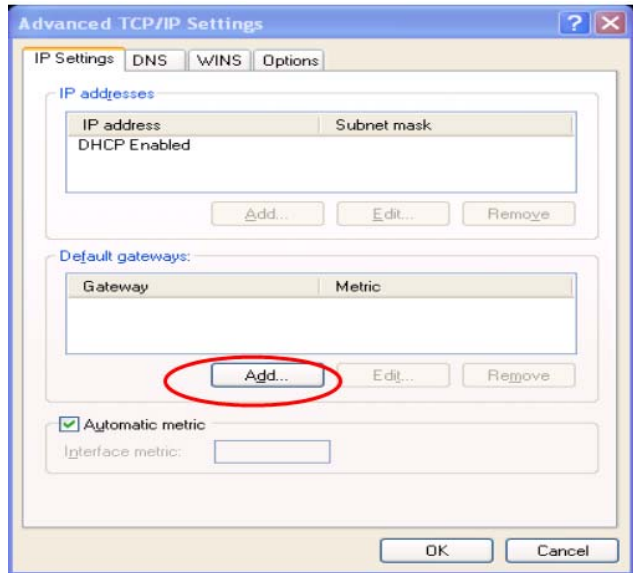 Advanced TCP/IP Settings
IP Settings DNS WINS Options
IP addresses
IP address Subnet mask
DHCP Enabled
Add... Edit... Remove
Default gateways:
Gateway Metric
Add... Edit... Remove
Automatic metric
Interface metric:
OK Cancel